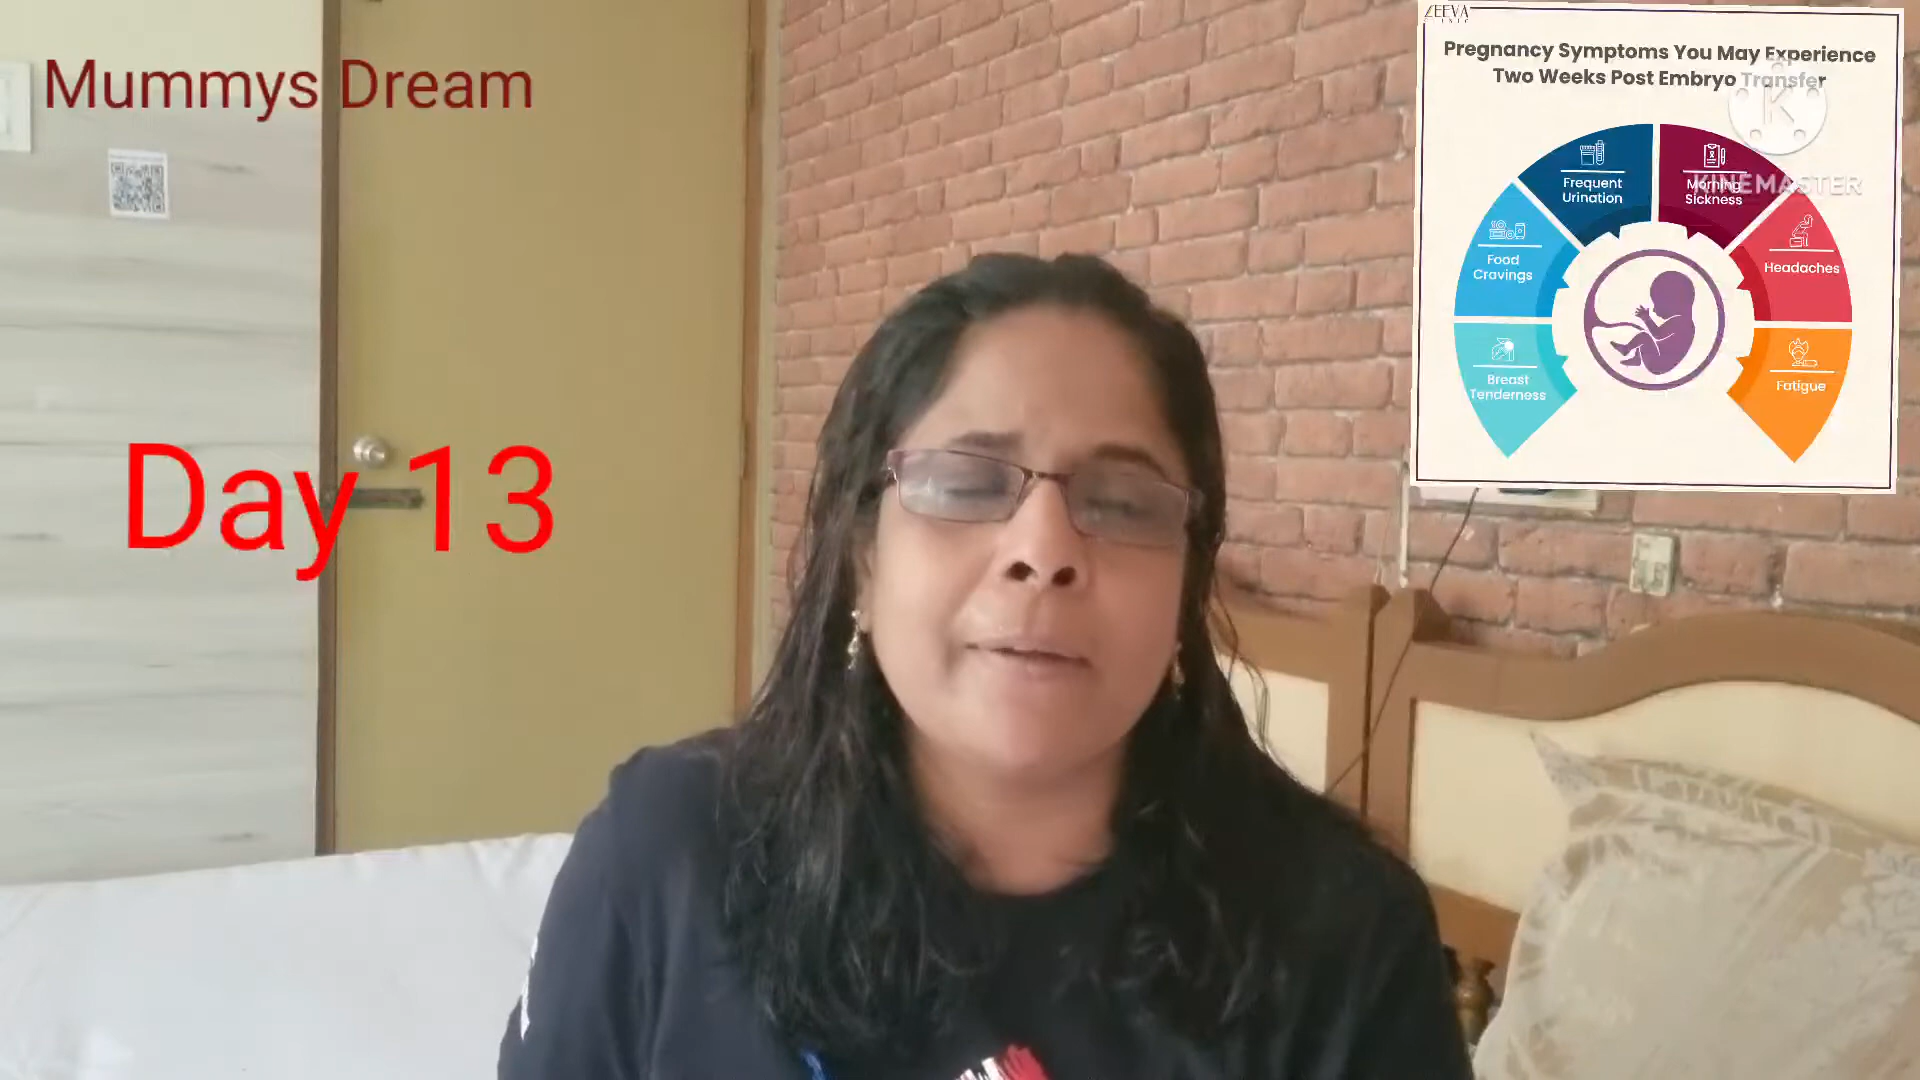 Mummys Dream
Day 13
ZEEVA
CLINIC
Pregnancy Symptoms You May Experience
Two Weeks Post Embryo Transfer
Frequent
Urination
Morning
Sickness
KINEMASTER
Food
Cravings
Headaches
Breast
Tenderness
Fatigue